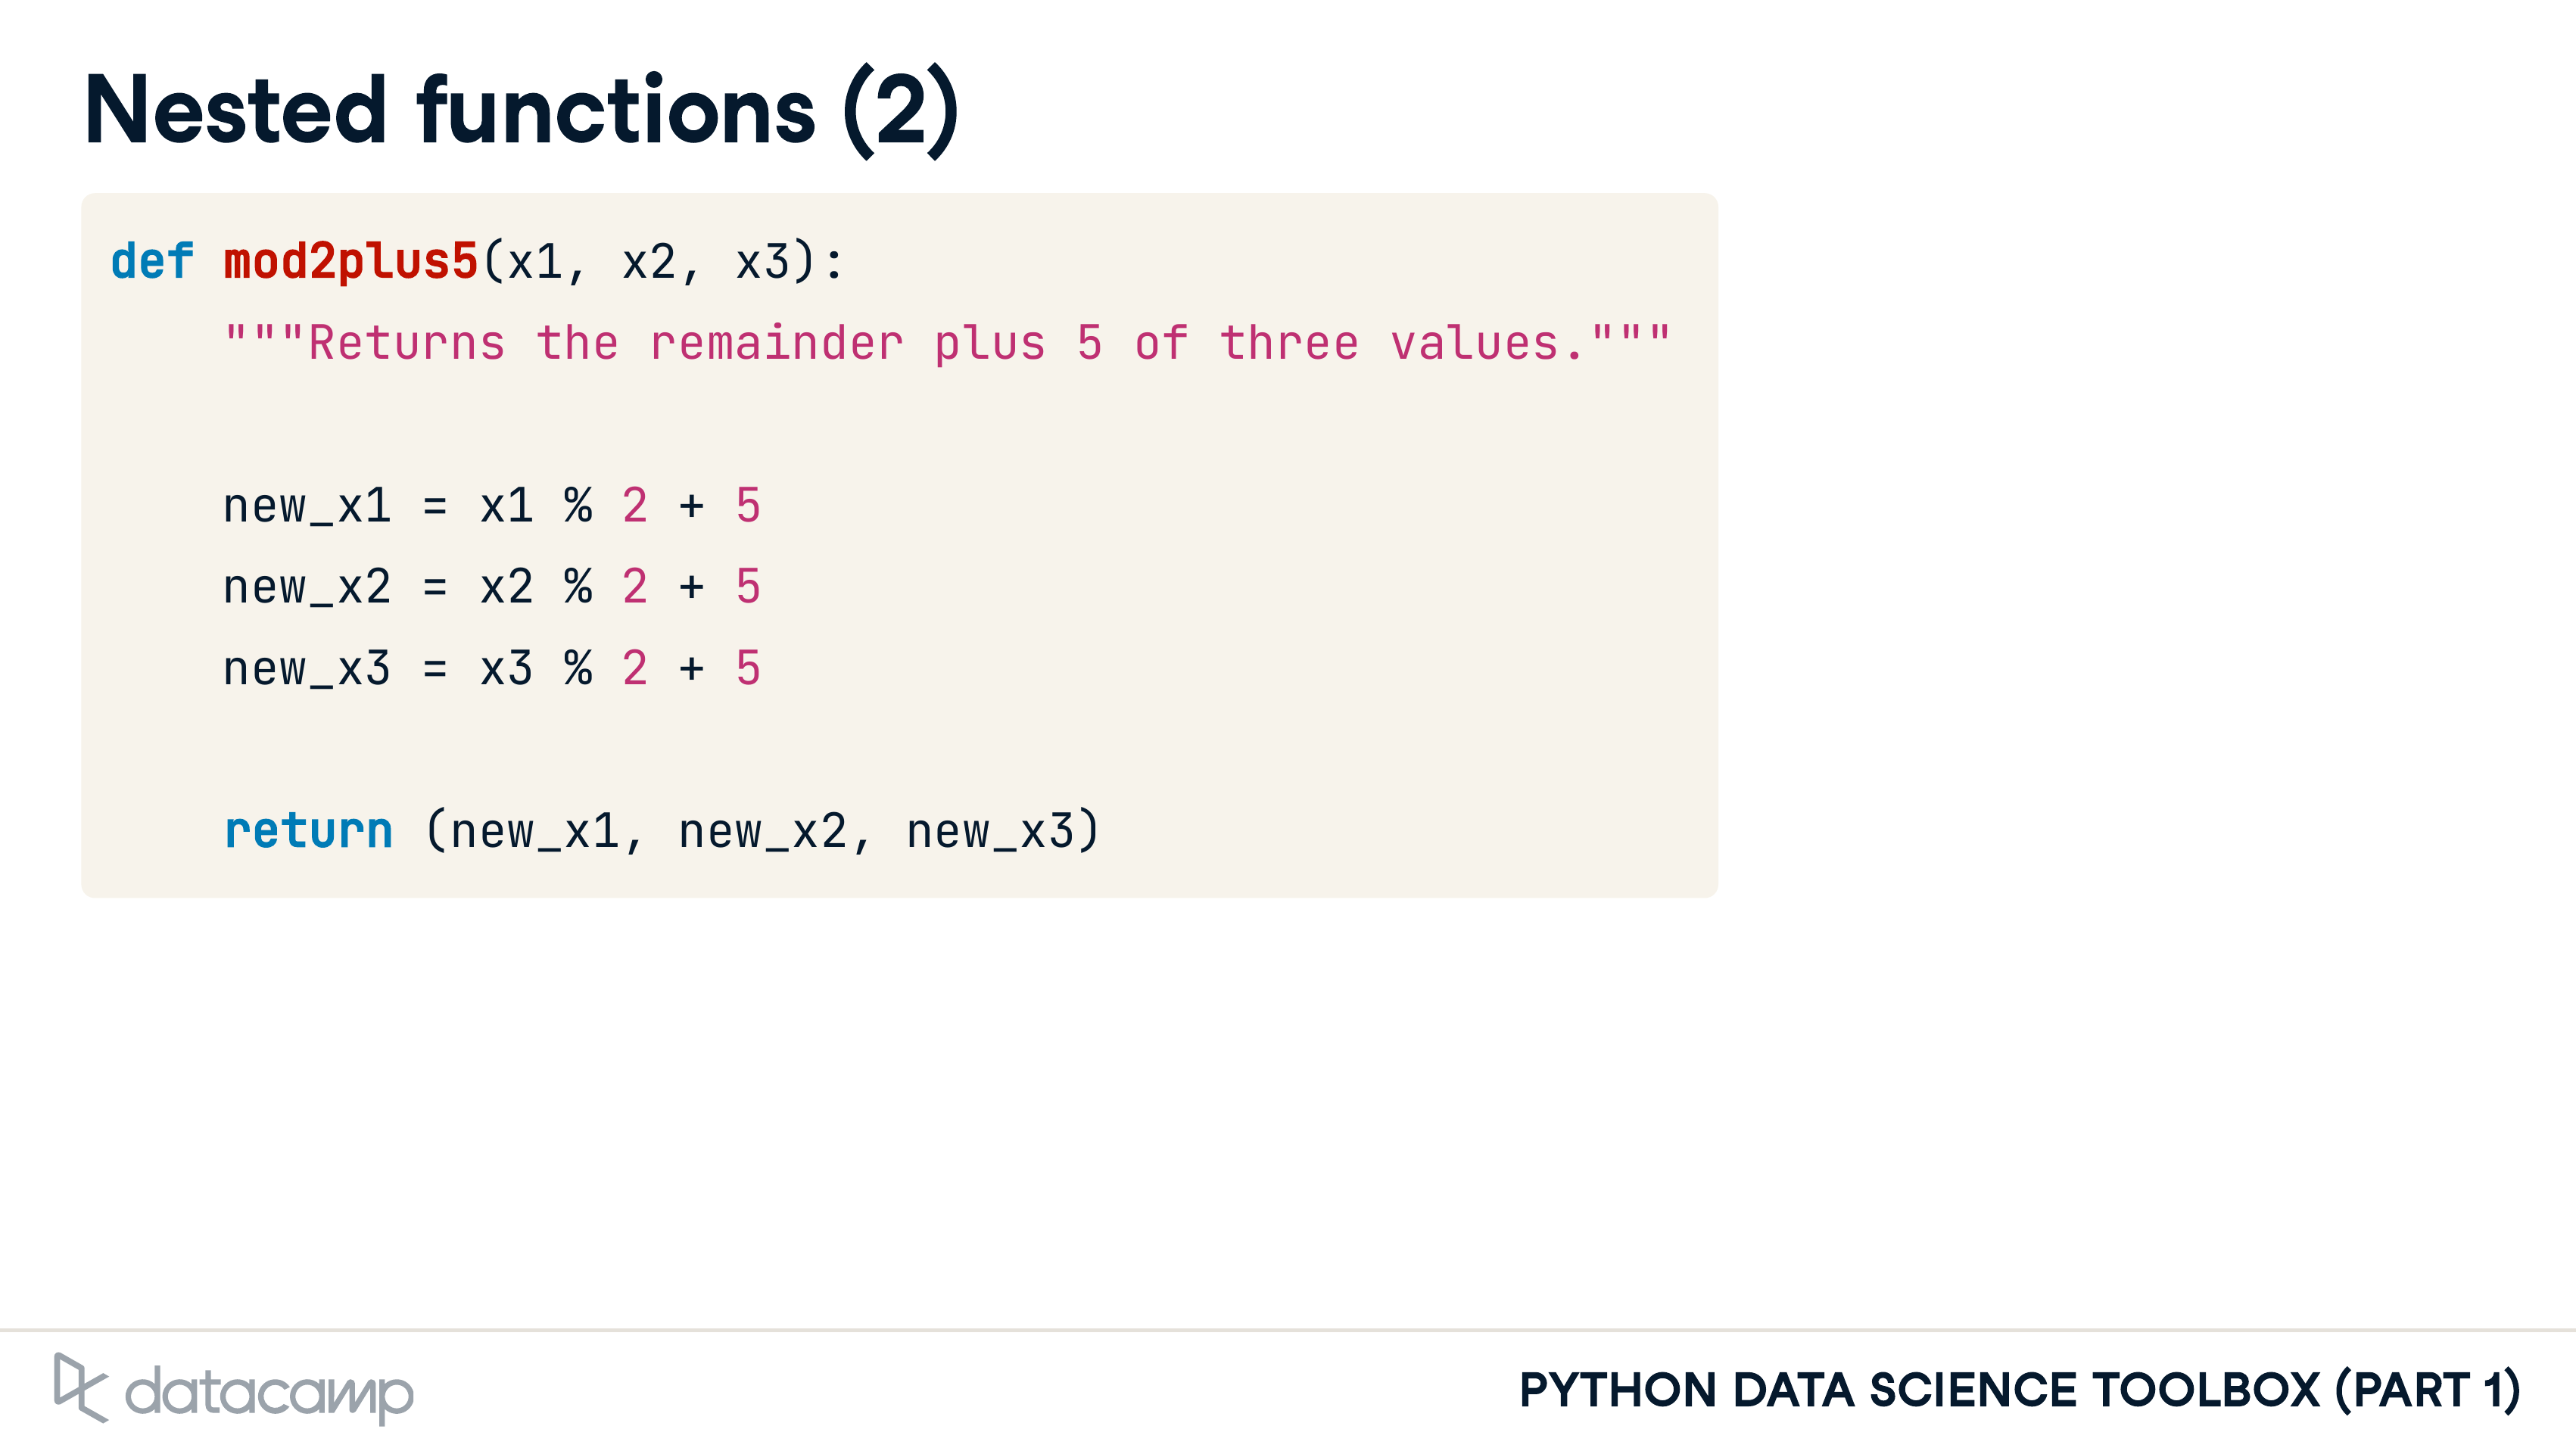 Nested functions (2)
def mod2plus5(x1, x2, x3):
    """Returns the remainder plus 5 of three values."""
    new_x1 = x1 % 2 + 5
    new_x2 = x2 % 2 + 5
    new_x3 = x3 % 2 + 5
    return (new_x1, new_x2, new_x3)
datacamp
PYTHON DATA SCIENCE TOOLBOX (PART 1)